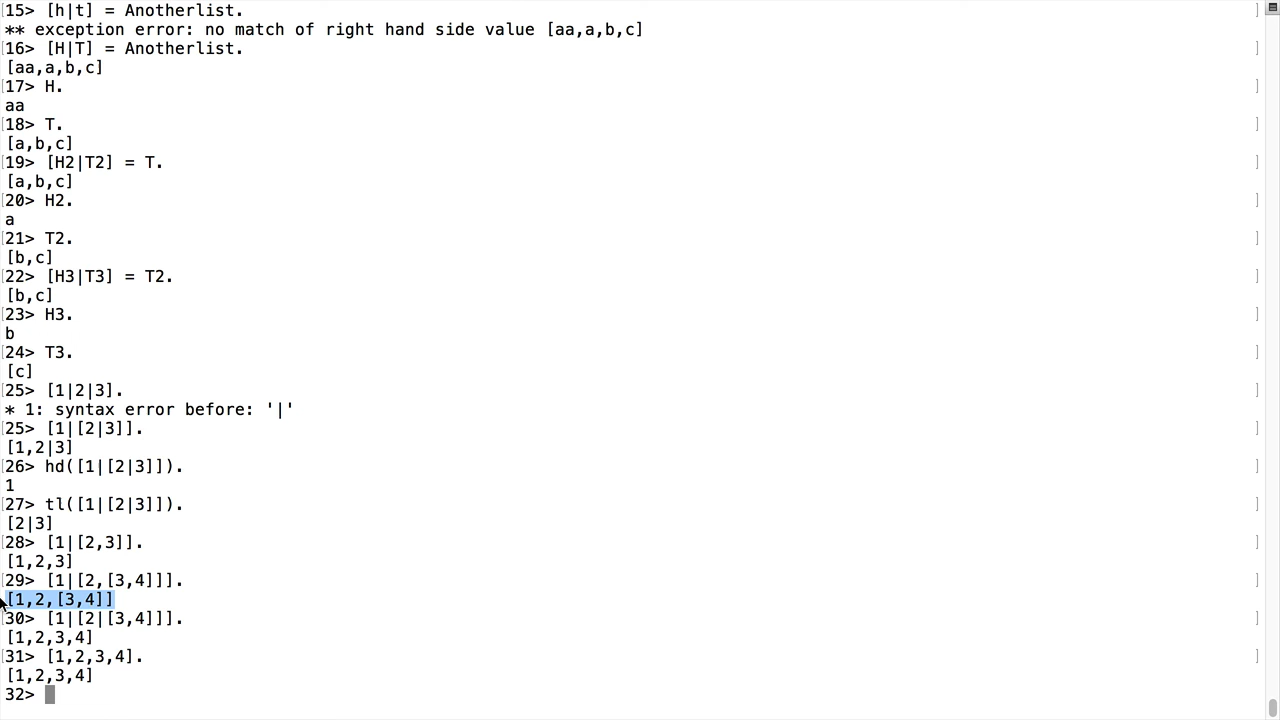 [15> [h|t] = Anotherlist. ]
** exception error: no match of right hand side value [aa,a,b,c]
[16> [H|T] = Anotherlist. ]
[aa,a,b,c]
[17> H. ]
aa
[18> T. ]
[a,b,c]
[19> [H2|T2] = T. ]
[a,b,c]
[20> H2. ]
a
[21> T2. ]
[b,c]
[22> [H3|T3] = T2. ]
[b,c]
[23> H3. ]
b
[24> T3. ]
[c]
[25> [1|2|3]. ]
* 1: syntax error before: '|'
[25> [1|[2|3]]. ]
[1,2|3]
[26> hd([1|[2|3]]). ]
1
[27> tl([1|[2|3]]). ]
[2|3]
[28> [1|[2,3]]. ]
[1,2,3]
[29> [1|[2,[3,4]]]. ]
[1,2,[3,4]]
[30> [1|[2|[3,4]]]. ]
[1,2,3,4]
[31> [1,2,3,4]. ]
[1,2,3,4]
32>